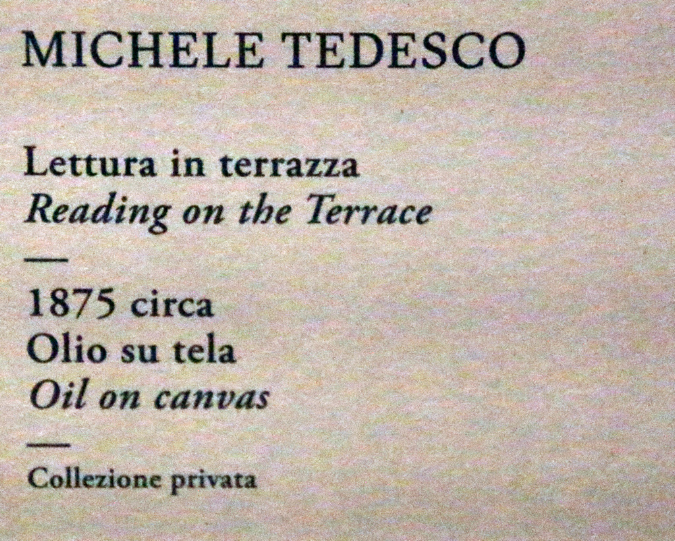 MICHELE TEDESCO
Lettura in terrazza
Reading on the Terrace
1875 circa
Olio su tela
Oil on canvas
Collezione privata